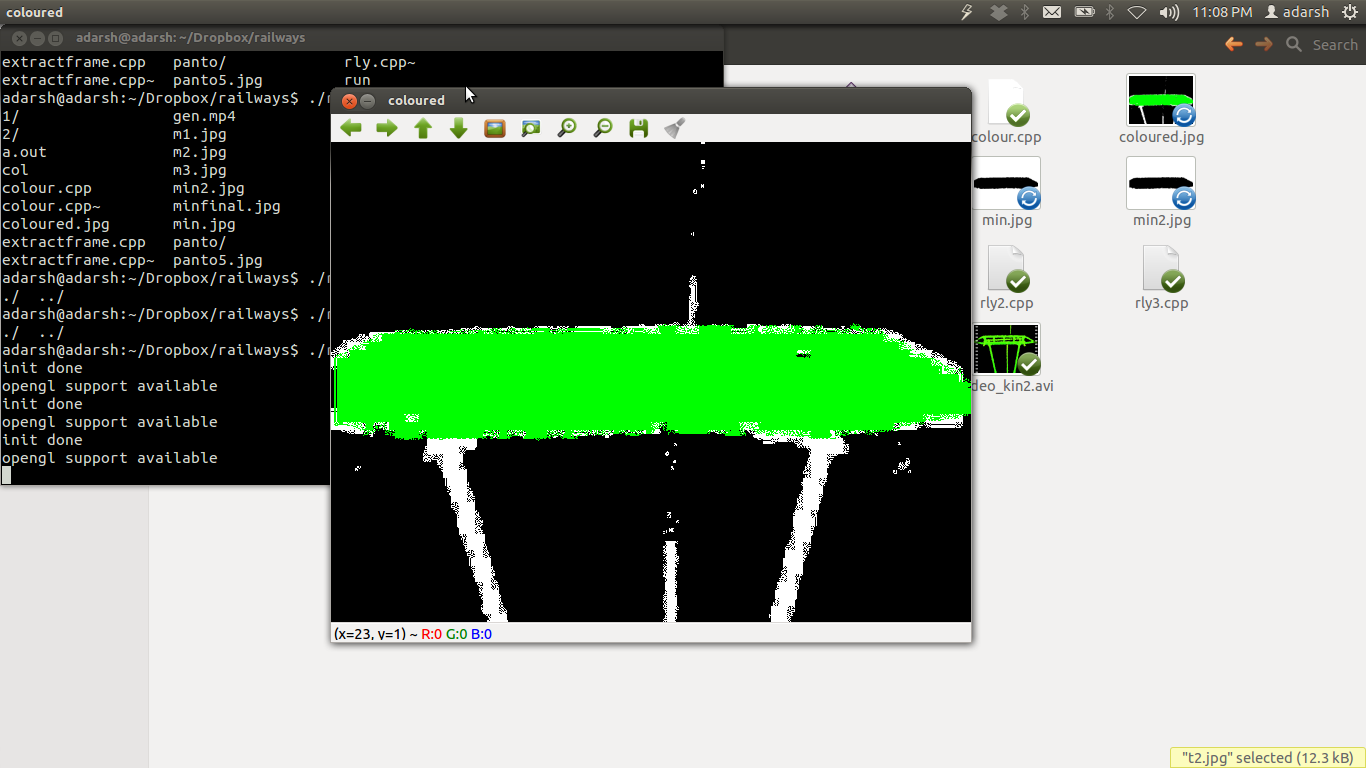 coloured
11:08 PM
adarsh
adarsh@adarsh: ~/Dropbox/railways
Search
extractframe.cpp panto/ rly.cpp~
extractframe.cpp~ panto5.jpg run
adarsh@adarsh:~/Dropbox/railways$ ./
1/ gen.mp4
2/ m1.jpg
a.out m2.jpg
col m3.jpg
colour.cpp min2.jpg
colour.cpp~ minfinal.jpg
coloured.jpg min.jpg
extractframe.cpp panto/
extractframe.cpp~ panto5.jpg
adarsh@adarsh:~/Dropbox/railways$ ./
./ ../
adarsh@adarsh:~/Dropbox/railways$ ./
./ ../
adarsh@adarsh:~/Dropbox/railways$ ./
init done
opengl support available
init done
opengl support available
init done
opengl support available
coloured
(x=23, y=1) ~ R:0 G:0 B:0
colour.cpp
coloured.jpg
min.jpg
min2.jpg
rly2.cpp
rly3.cpp
deo_kin2.avi
"t2.jpg" selected (12.3 kB)